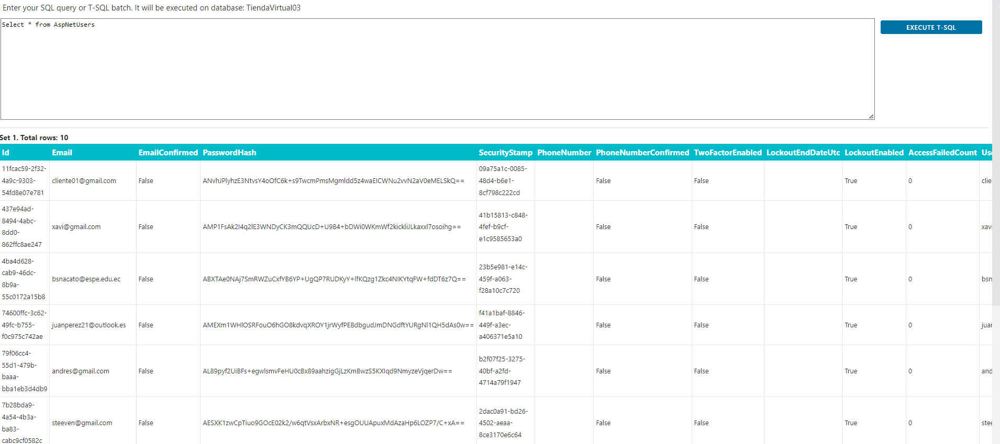 Enter your SQL query or T-SQL batch. It will be executed on database: TiendaVirtual03
Select * from AspNetUsers
EXECUTE T-SQL
Set 1. Total rows: 10
Id Email EmailConfirmed PasswordHash SecurityStamp PhoneNumber PhoneNumberConfirmed TwoFactorEnabled LockoutEndDateUtc LockoutEnabled AccessFailedCount Use
11fcac59-2f32-
4a9c-9303-
54fd8e07e781
cliente01@gmail.com False ANvhJPlyhzE3NtvsY4oOfC6k+s9TwcmPmsMgmldd5z4waEICWNu2vvN2aV0eMELSkQ==
09a75a1c-0085-
48d4-b6e1-
8cf798c222cd
False False True 0 clie
437e94ad-
8494-4abc-
8dd0-
862ffc8ae247
xavi@gmail.com False AMP1FsAk2I4q2lE3WNDyCK3mQQUcD+U9B4+bDWi0WKmWf2kickliJLkaxxl7osoihg==
41b15813-c848-
4fef-b9cf-
e1c9585653a0
False False True 0 xavi
4ba4d628-
cab9-46dc-
8b9a-
55c0172a15b8
bsnacato@espe.edu.ec False ABXTAe0NAj7SmRWZuCxfYB6YP+UgQP7RUDKyY+lfKQzg1Zkc4NIKYtqFW+fdDT6z7Q==
23b5e981-e14c-
459f-a063-
f28a10c7c720
False False True 0 bsn
74600ffc-3c62-
49fc-b755-
f0c975c742ae
juanperez21@outlook.es False AMEXm1WHlOSRFouO6hGO8kdvqXROY1jrWyfPEBdbgudJmDNGdftYURgNl1QH5dAs0w==
f41a1baf-8846-
449f-a3ec-
a406371e5a10
False False True 0 juan
79f06cc4-
55d1-479b-
baaa-
bba1eb3d4db9
andres@gmail.com False AL89pyf2UiBFs+egwlsmvFeHU0cBx89aahzigGjLzKmBwzS5KXIqd9NmyzeVjqerDw==
b2f07f25-3275-
40bf-a2fd-
4714a79f1947
False False True 0 and
7b28bda9-
4a54-4b3a-
ba83-
cabc9cf0582c
steeven@gmail.com False AESXK1zwCpTiuo9GOcE02k2/w6qtVsxArbxNR+esgOUUApuxMdAzaHp6LOZP7/C+xA==
2dac0a91-bd26-
4502-aeaa-
8ce3170e6c64
False False True 0 stee